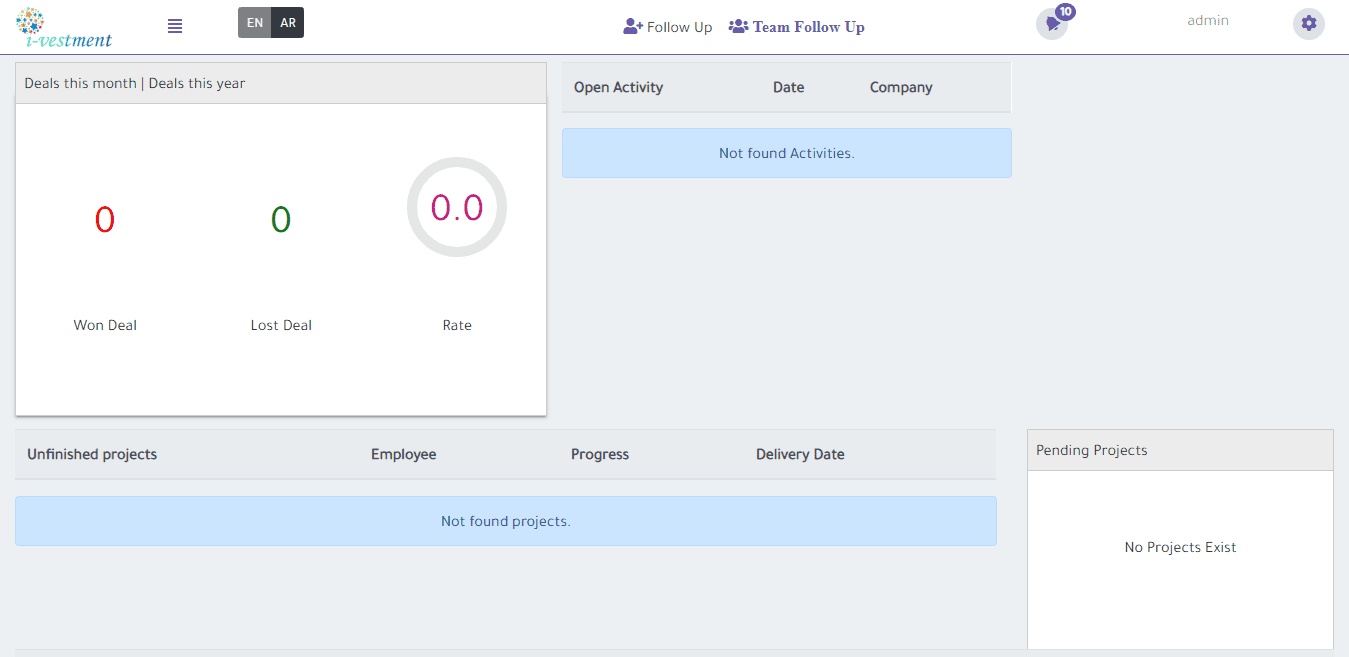 i-vestment
EN AR
Follow Up
Team Follow Up
10
admin
Deals this month | Deals this year
0
0
0.0
Won Deal
Lost Deal
Rate
Open Activity Date Company
Not found Activities.
Unfinished projects Employee Progress Delivery Date
Not found projects.
Pending Projects
No Projects Exist